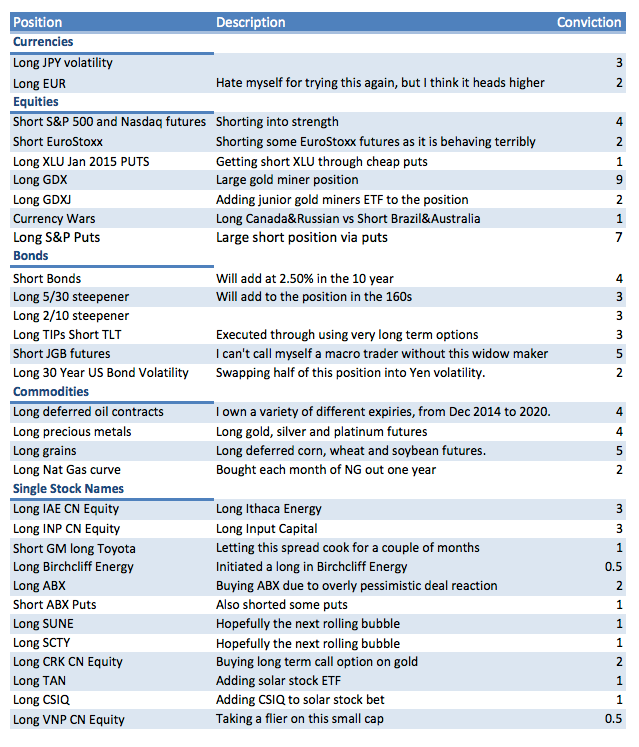 Position Description Conviction
Currencies
Long JPY volatility 3
Long EUR Hate myself for trying this again, but I think it heads higher 2
Equities
Short S&P 500 and Nasdaq futures Shorting into strength 4
Short EuroStoxx Shorting some EuroStoxx futures as it is behaving terribly 2
Long XLU Jan 2015 PUTS Getting short XLU through cheap puts 1
Long GDX Large gold miner position 9
Long GDXJ Adding junior gold miners ETF to the position 2
Currency Wars Long Canada&Russian vs Short Brazil&Australia 1
Long S&P Puts Large short position via puts 7
Bonds
Short Bonds Will add at 2.50% in the 10 year 4
Long 5/30 steepener Will add to the position in the 160s 3
Long 2/10 steepener 3
Long TIPs Short TLT Executed through using very long term options 3
Short JGB futures I can't call myself a macro trader without this widow maker 5
Long 30 Year US Bond Volatility Swapping half of this position into Yen volatility. 2
Commodities
Long deferred oil contracts I own a variety of different expiries, from Dec 2014 to 2020. 4
Long precious metals Long gold, silver and platinum futures 4
Long grains Long deferred corn, wheat and soybean futures. 5
Long Nat Gas curve Bought each month of NG out one year 2
Single Stock Names
Long IAE CN Equity Long Ithaca Energy 3
Long INP CN Equity Long Input Capital 3
Short GM long Toyota Letting this spread cook for a couple of months 1
Long Birchcliff Energy Initiated a long in Birchcliff Energy 0.5
Long ABX Buying ABX due to overly pessimistic deal reaction 2
Short ABX Puts Also shorted some puts 1
Long SUNE Hopefully the next rolling bubble 1
Long SCTY Hopefully the next rolling bubble 1
Long CRK CN Equity Buying long term call option on gold 2
Long TAN Adding solar stock ETF 1
Long CSIQ Adding CSIQ to solar stock bet 1
Long VNP CN Equity Taking a flier on this small cap 0.5